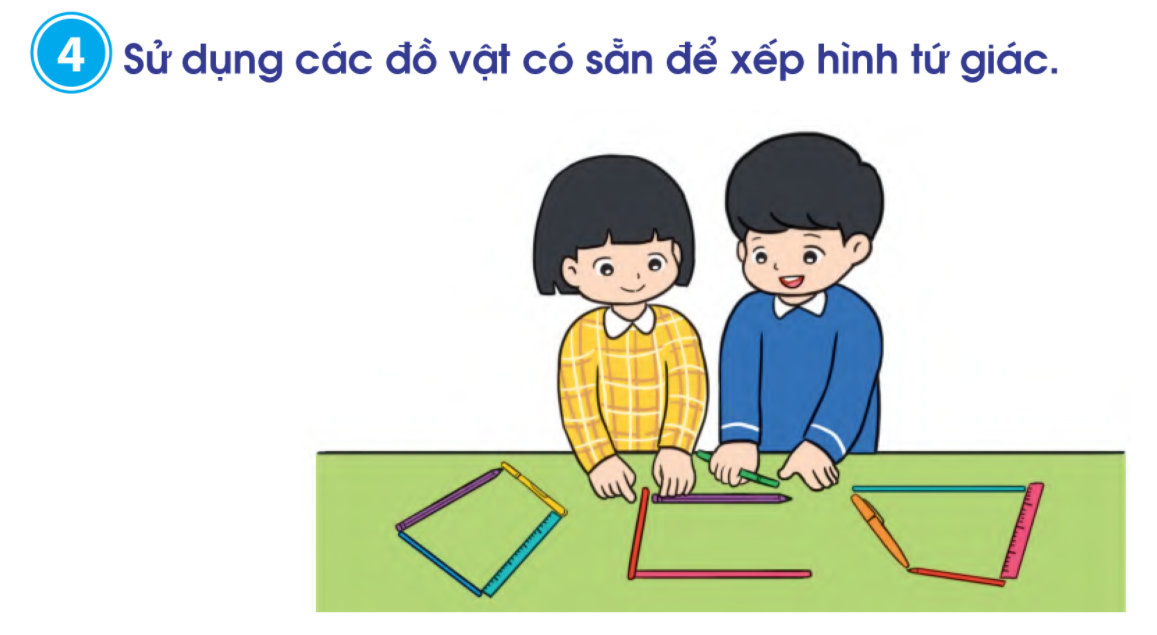 4 Sử dụng các đồ vật có sẵn để xếp hình tứ giác.